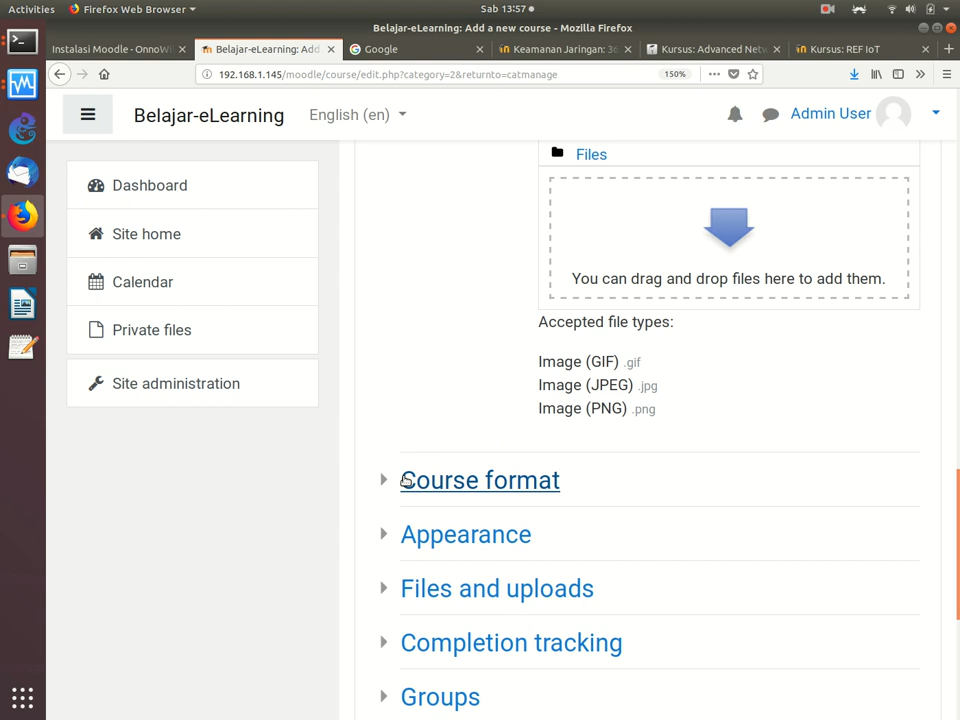 Activities Firefox Web Browser Sab 13:57
Belajar-eLearning: Add a new course - Mozilla Firefox
Instalasi Moodle - OnnoWi Belajar-eLearning: Add Google Keamanan Jaringan: Kursus: Advanced Net Kursus: REF IoT
192.168.1.145/moodle/course/edit.php?category=2&returnto=catmanage 150%
Belajar-eLearning English (en) Admin User
Files
Dashboard
Site home
Calendar
Private files
Site administration
You can drag and drop files here to add them.
Accepted file types:
Image (GIF) .gif
Image (JPEG) .jpg
Image (PNG) .png
Course format
Appearance
Files and uploads
Completion tracking
Groups